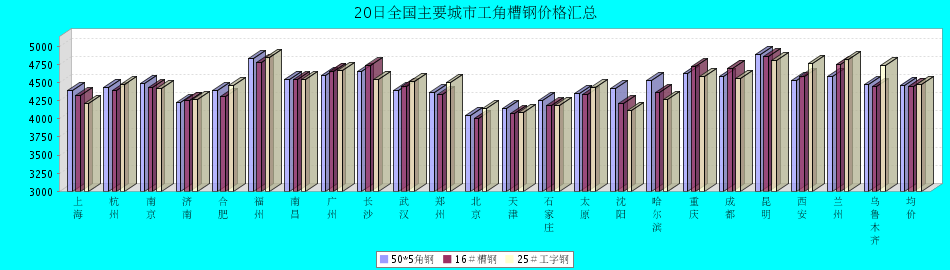 20日全国主要城市工角槽钢价格汇总
5000
4750
4500
4250
4000
3750
3500
3250
3000
上海
杭州
南京
济南
合肥
福州
南昌
广州
长沙
武汉
郑州
北京
天津
石家庄
太原
沈阳
哈尔滨
重庆
成都
昆明
西安
兰州
乌鲁木齐
均价
50*5角钢
16#槽钢
25#工字钢